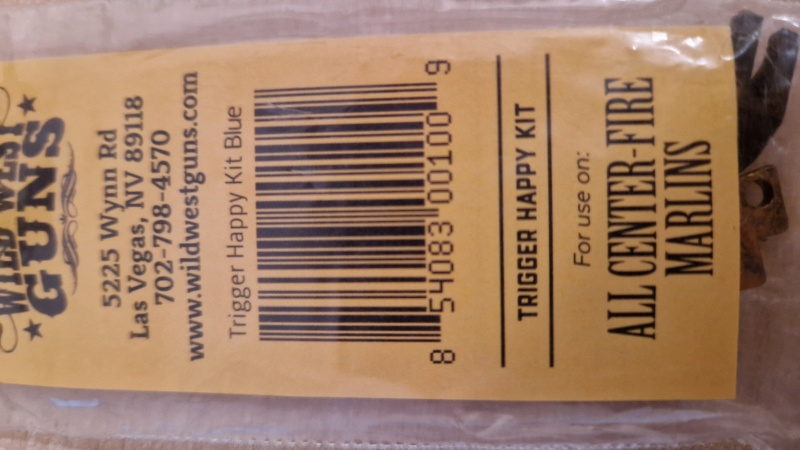 WILD WEST
GUNS
5225 Wynn Rd
Las Vegas, NV 89118
702-798-4570
www.wildwestguns.com
Trigger Happy Kit Blue
8 54083 00100 9
TRIGGER HAPPY KIT
For use on:
ALL CENTER-FIRE
MARLINS